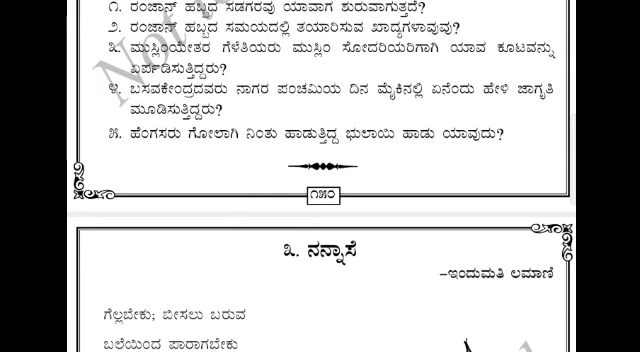 ೧. ರಂಜಾನ್ ಹಬ್ಬದ ಸಡಗರವು ಯಾವಾಗ ಶುರುವಾಗುತ್ತದೆ?
೨. ರಂಜಾನ್ ಹಬ್ಬದ ಸಮಯದಲ್ಲಿ ತಯಾರಿಸುವ ಖಾದ್ಯಗಳಾವುವು?
೩. ಮುಸ್ಲಿಂಯೇತರ ಗೆಳೆತಿಯರು ಮುಸ್ಲಿಂ ಸೋದರಿಯರಿಗಾಗಿ ಯಾವ ಕೂಟವನ್ನು
ಏರ್ಪಡಿಸುತ್ತಿದ್ದರು?
೪. ಬಸವಕೇಂದ್ರದವರು ನಾಗರ ಪಂಚಮಿಯ ದಿನ ಮೈಕಿನಲ್ಲಿ ಏನೆಂದು ಹೇಳಿ ಜಾಗೃತಿ
ಮೂಡಿಸುತ್ತಿದ್ದರು?
೫. ಹೆಂಗಸರು ಗೋಲಾಗಿ ನಿಂತು ಹಾಡುತ್ತಿದ್ದ ಭುಲಾಯಿ ಹಾಡು ಯಾವುದು?
೧೫೦
೩. ನನ್ನಾಸೆ
-ಇಂದುಮತಿ ಲಮಾಣಿ
ಗೆಲ್ಲಬೇಕು; ಬೀಸಲು ಬರುವ
ಬಲೆಯಿಂದ ಪಾರಾಗಬೇಕು